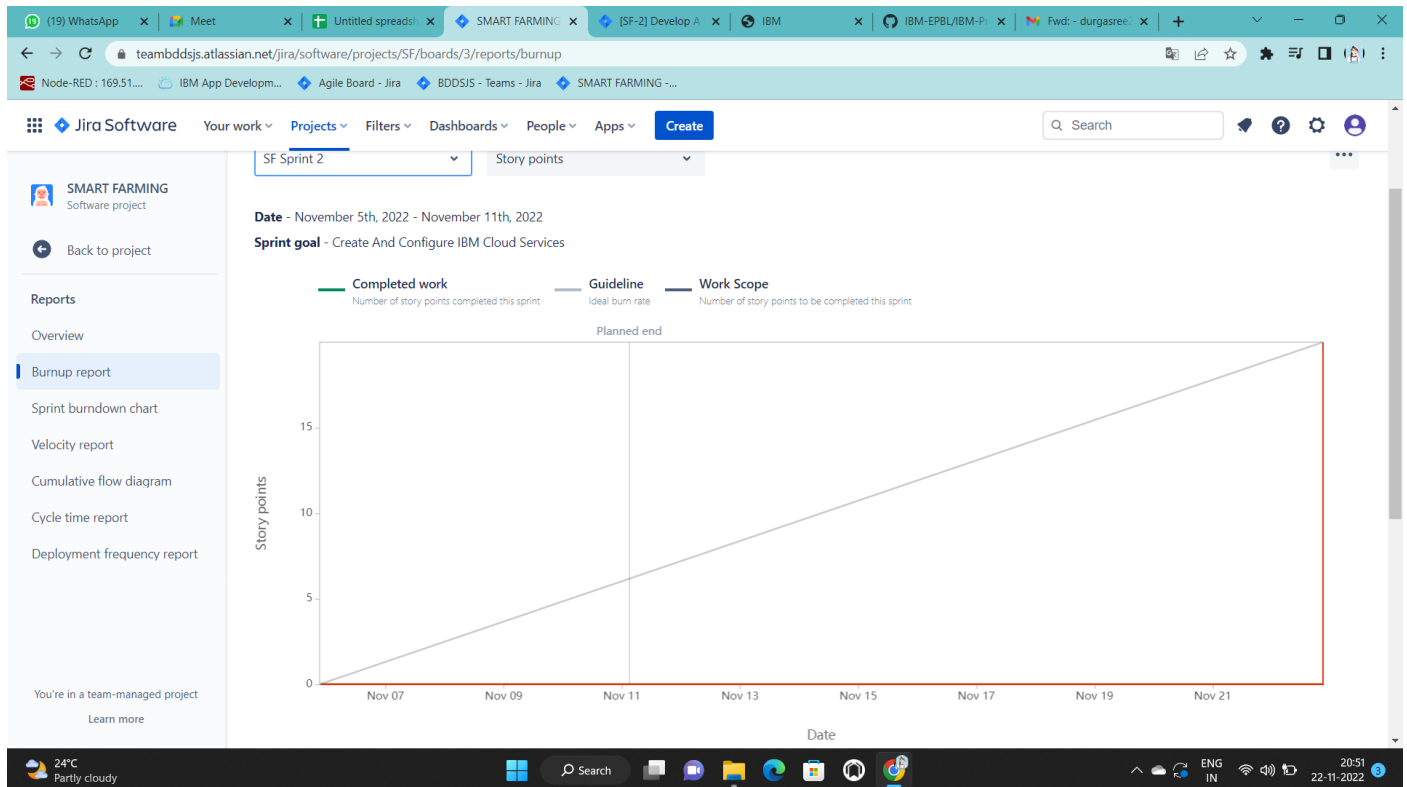 (19) WhatsApp
Meet
Untitled spreadsh
SMART FARMING
[SF-2] Develop A
IBM
IBM-EPBL/IBM-Pr
Fwd: - durgasree2
teambddsjs.atlassian.net/jira/software/projects/SF/boards/3/reports/burnup
Node-RED : 169.51....
IBM App Developm...
Agile Board - Jira
BDDSJS - Teams - Jira
SMART FARMING -...
Jira Software
Your work
Projects
Filters
Dashboards
People
Apps
Create
Search
SMART FARMING
Software project
Back to project
Reports
Overview
Burnup report
Sprint burndown chart
Velocity report
Cumulative flow diagram
Cycle time report
Deployment frequency report
You're in a team-managed project
Learn more
SF Sprint 2
Story points
Date - November 5th, 2022 - November 11th, 2022
Sprint goal - Create And Configure IBM Cloud Services
Completed work
Number of story points completed this sprint
Guideline
Ideal burn rate
Work Scope
Number of story points to be completed this sprint
Planned end
Story points
15
10
5
0
Nov 07
Nov 09
Nov 11
Nov 13
Nov 15
Nov 17
Nov 19
Nov 21
Date
24°C
Partly cloudy
Search
ENG
IN
20:51
22-11-2022
3